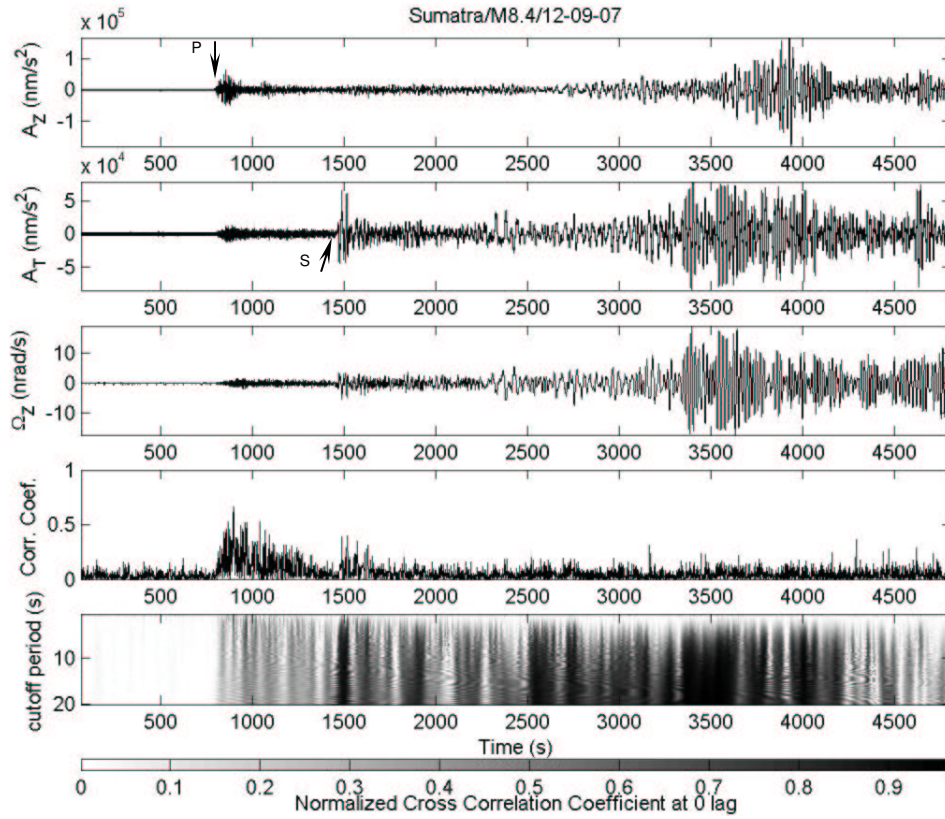 Sumatra/M8.4/12-09-07
x 10^5
P
A_Z (nm/s^2)
1
0
-1
500 1000 1500 2000 2500 3000 3500 4000 4500
x 10^4
A_T (nm/s^2)
5
0
-5
S
500 1000 1500 2000 2500 3000 3500 4000 4500
Ω_Z (nrad/s)
10
0
-10
500 1000 1500 2000 2500 3000 3500 4000 4500
Corr. Coef.
1
0.5
0
500 1000 1500 2000 2500 3000 3500 4000 4500
cutoff period (s)
10
20
500 1000 1500 2000 2500 3000 3500 4000 4500
Time (s)
0 0.1 0.2 0.3 0.4 0.5 0.6 0.7 0.8 0.9
Normalized Cross Correlation Coefficient at 0 lag